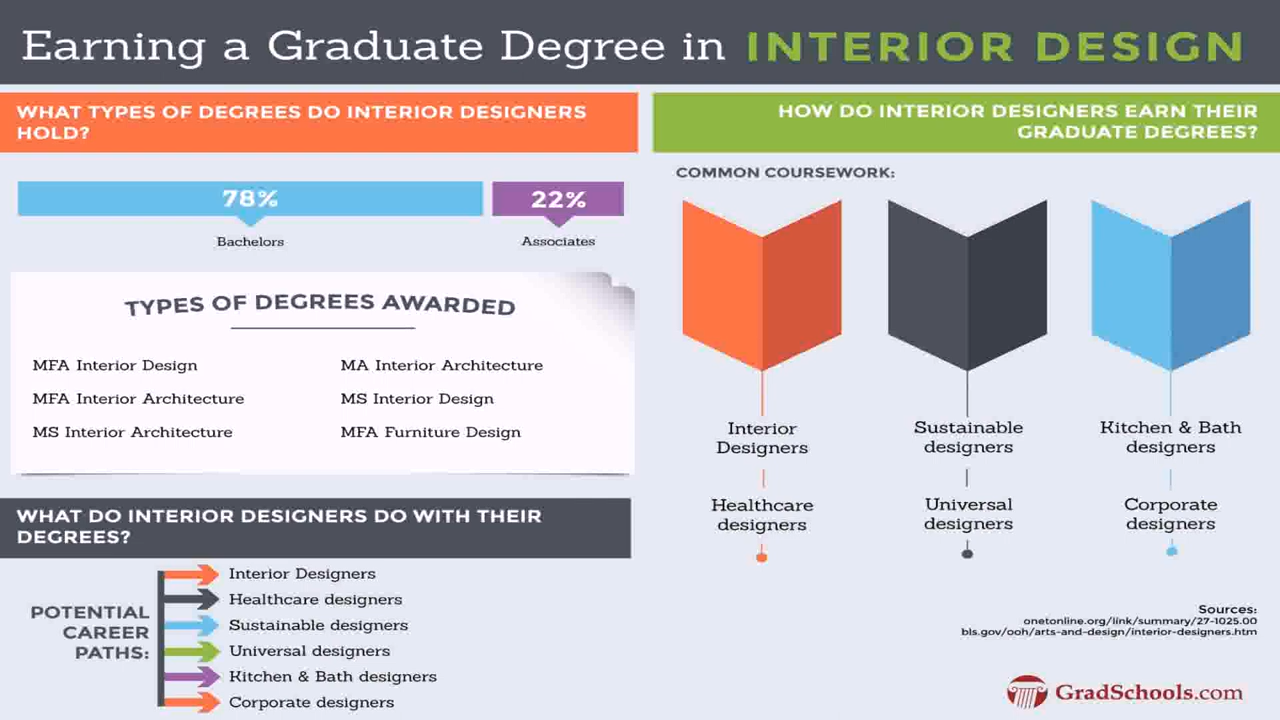 Earning a Graduate Degree in INTERIOR DESIGN
WHAT TYPES OF DEGREES DO INTERIOR DESIGNERS
HOLD?
78%
22%
Bachelors
Associates
TYPES OF DEGREES AWARDED
MFA Interior Design
MA Interior Architecture
MFA Interior Architecture
MS Interior Design
MS Interior Architecture
MFA Furniture Design
WHAT DO INTERIOR DESIGNERS DO WITH THEIR
DEGREES?
POTENTIAL
CAREER
PATHS:
Interior Designers
Healthcare designers
Sustainable designers
Universal designers
Kitchen & Bath designers
Corporate designers
HOW DO INTERIOR DESIGNERS EARN THEIR
GRADUATE DEGREES?
COMMON COURSEWORK:
Interior
Designers
Healthcare
designers
Sustainable
designers
Universal
designers
Kitchen & Bath
designers
Corporate
designers
Sources:
onetonline.org/link/summary/27-1025.00
bls.gov/ooh/arts-and-design/interior-designers.htm
GradSchools.com